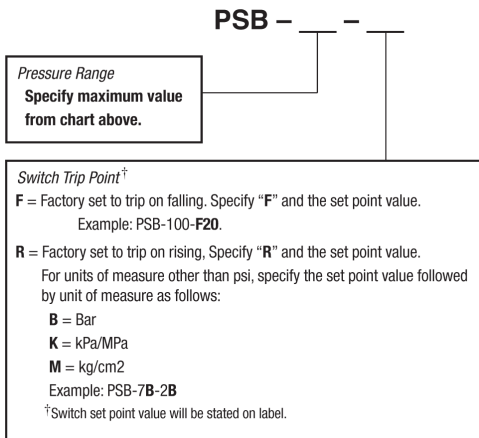 PSB – ___ – ___
Pressure Range
Specify maximum value
from chart above.
Switch Trip Point†
F = Factory set to trip on falling. Specify “F” and the set point value.
Example: PSB-100-F20.
R = Factory set to trip on rising, Specify “R” and the set point value.
For units of measure other than psi, specify the set point value followed
by unit of measure as follows:
B = Bar
K = kPa/MPa
M = kg/cm2
Example: PSB-7B-2B
†Switch set point value will be stated on label.